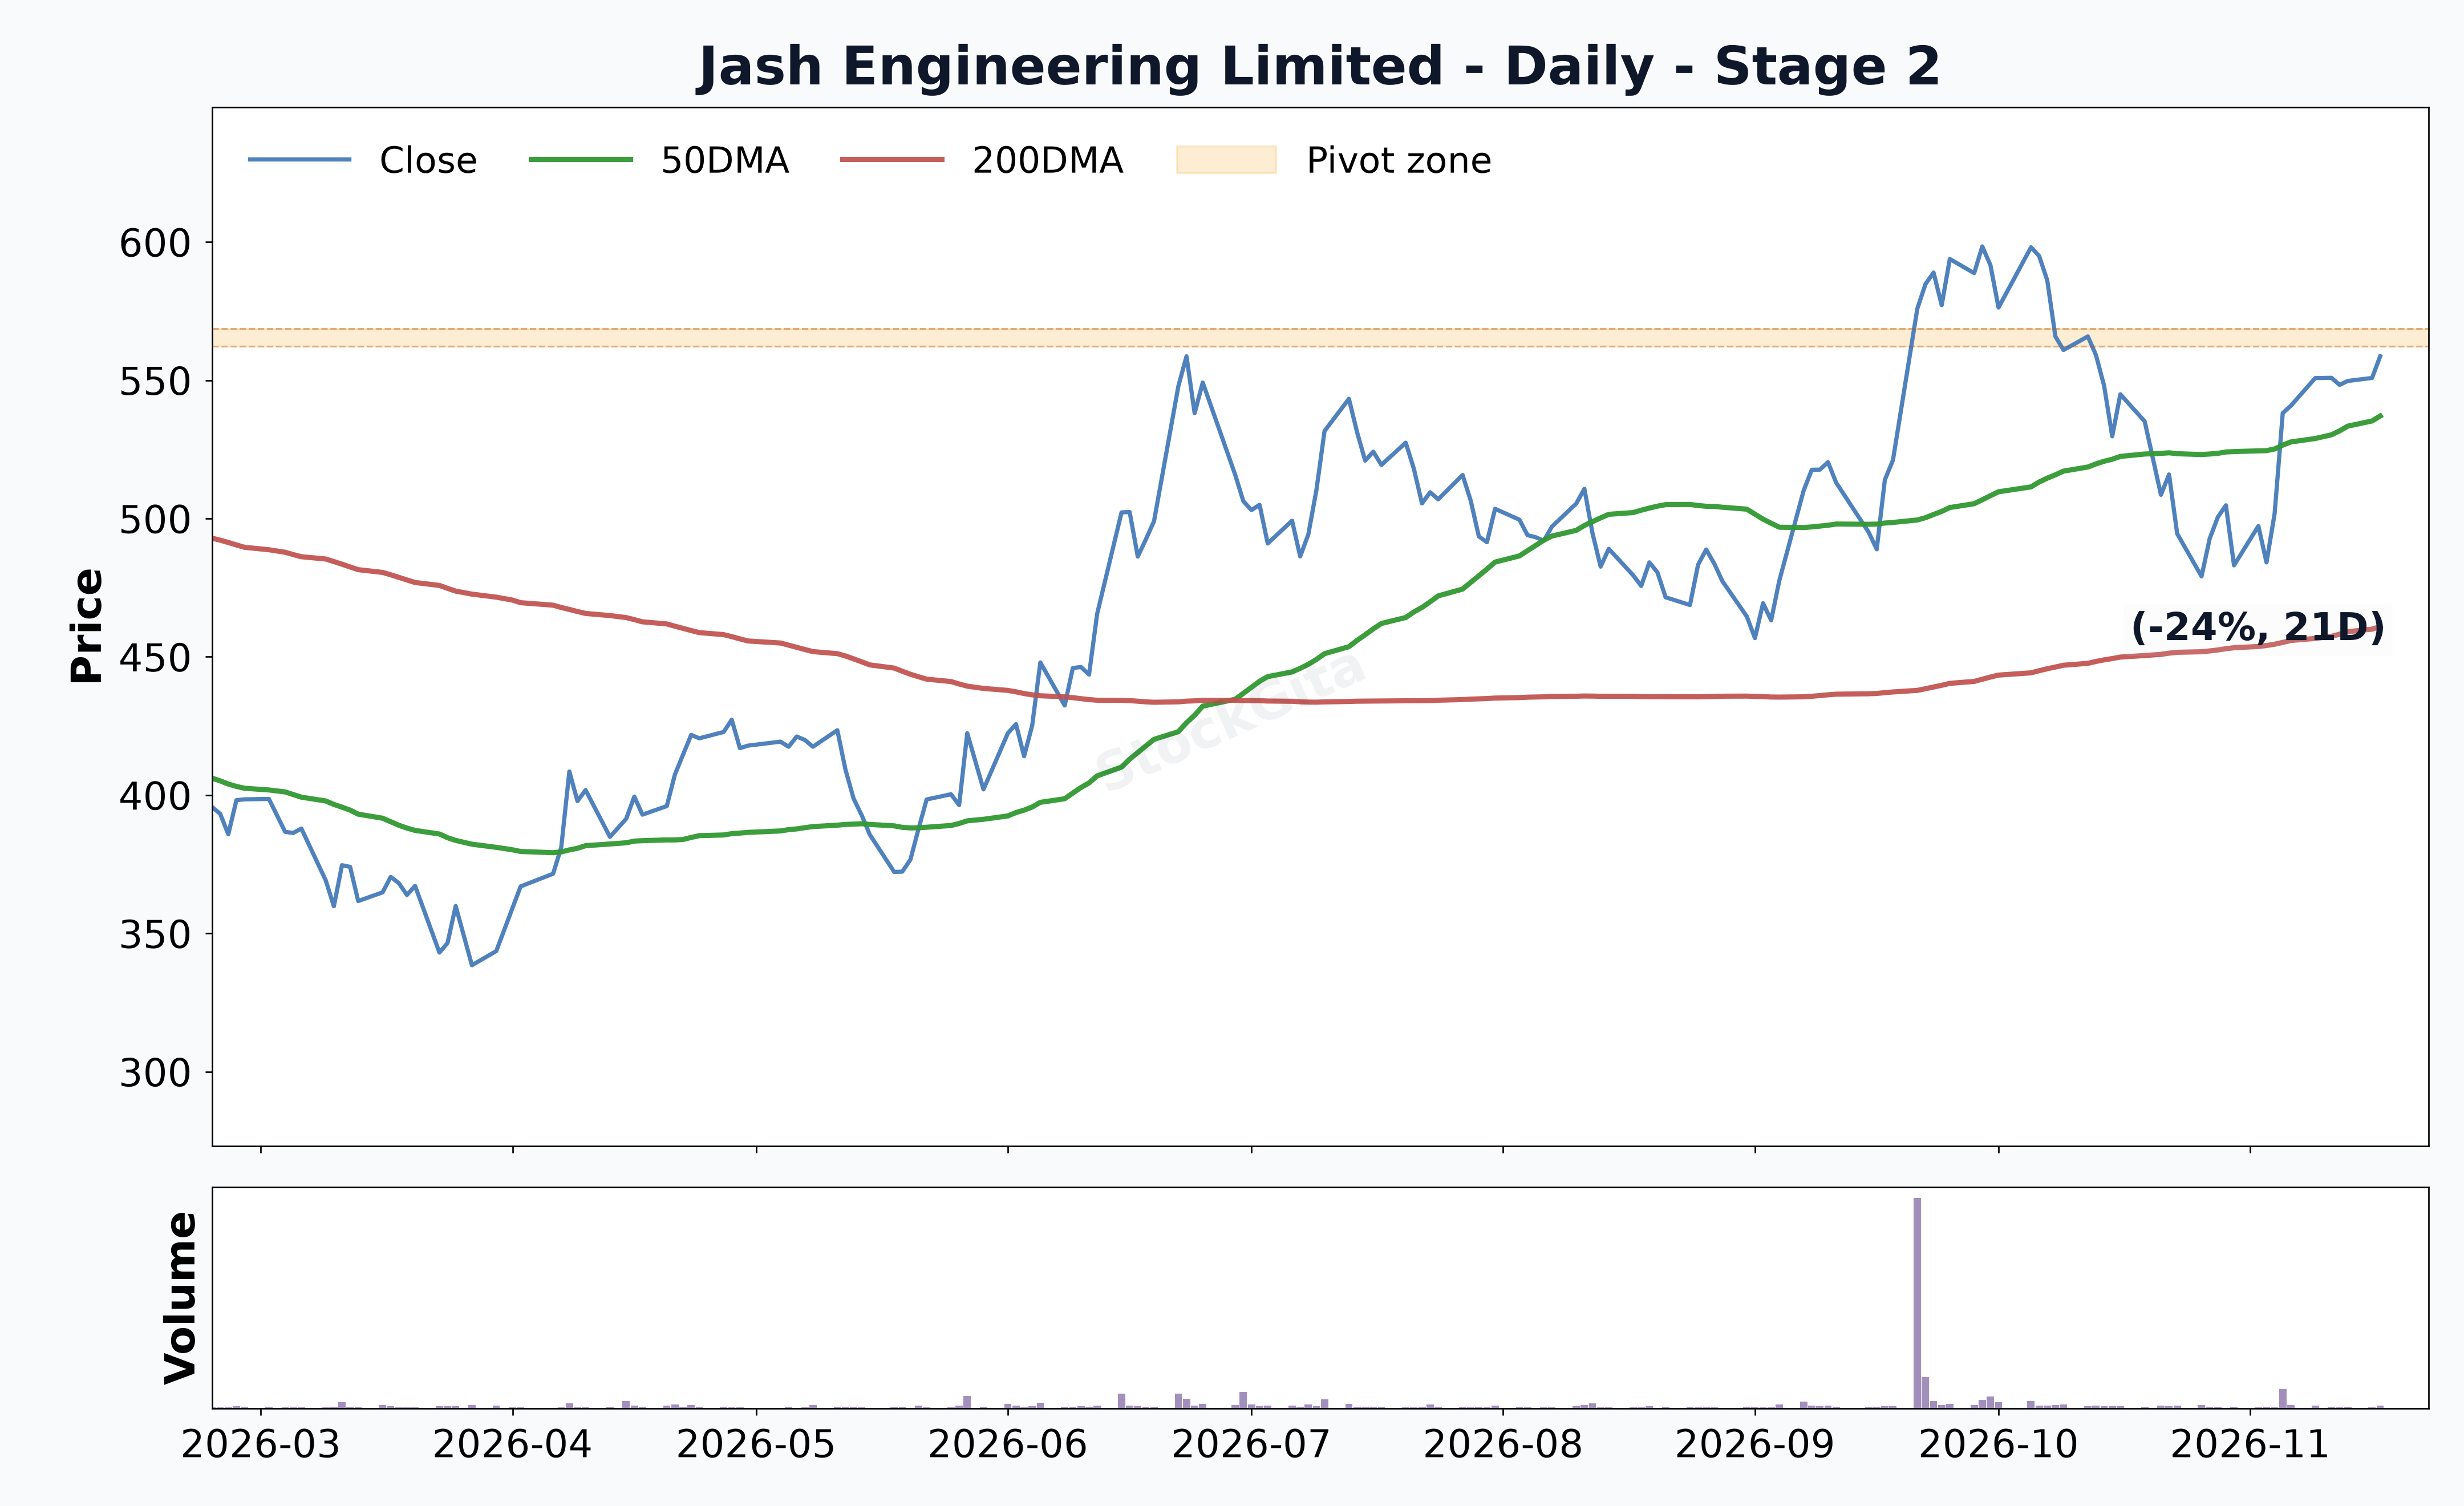 Jash Engineering Limited - Daily - Stage 2
Close 50DMA 200DMA Pivot zone
600
550
500
450
400
350
300
Price
(-24%, 21D)
StockGita
Volume
2026-03 2026-04 2026-05 2026-06 2026-07 2026-08 2026-09 2026-10 2026-11